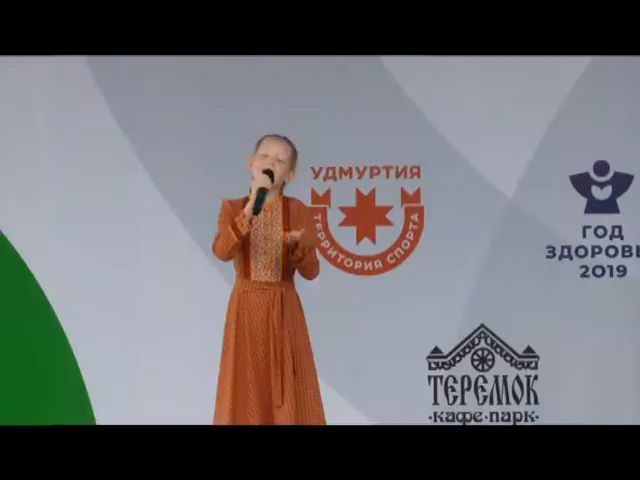 УДМУРТИЯ
ТЕРРИТОРИЯ СПОРТА
ГОД
ЗДОРОВЬ
2019
ТЕРЕМОК
·кафе·парк·